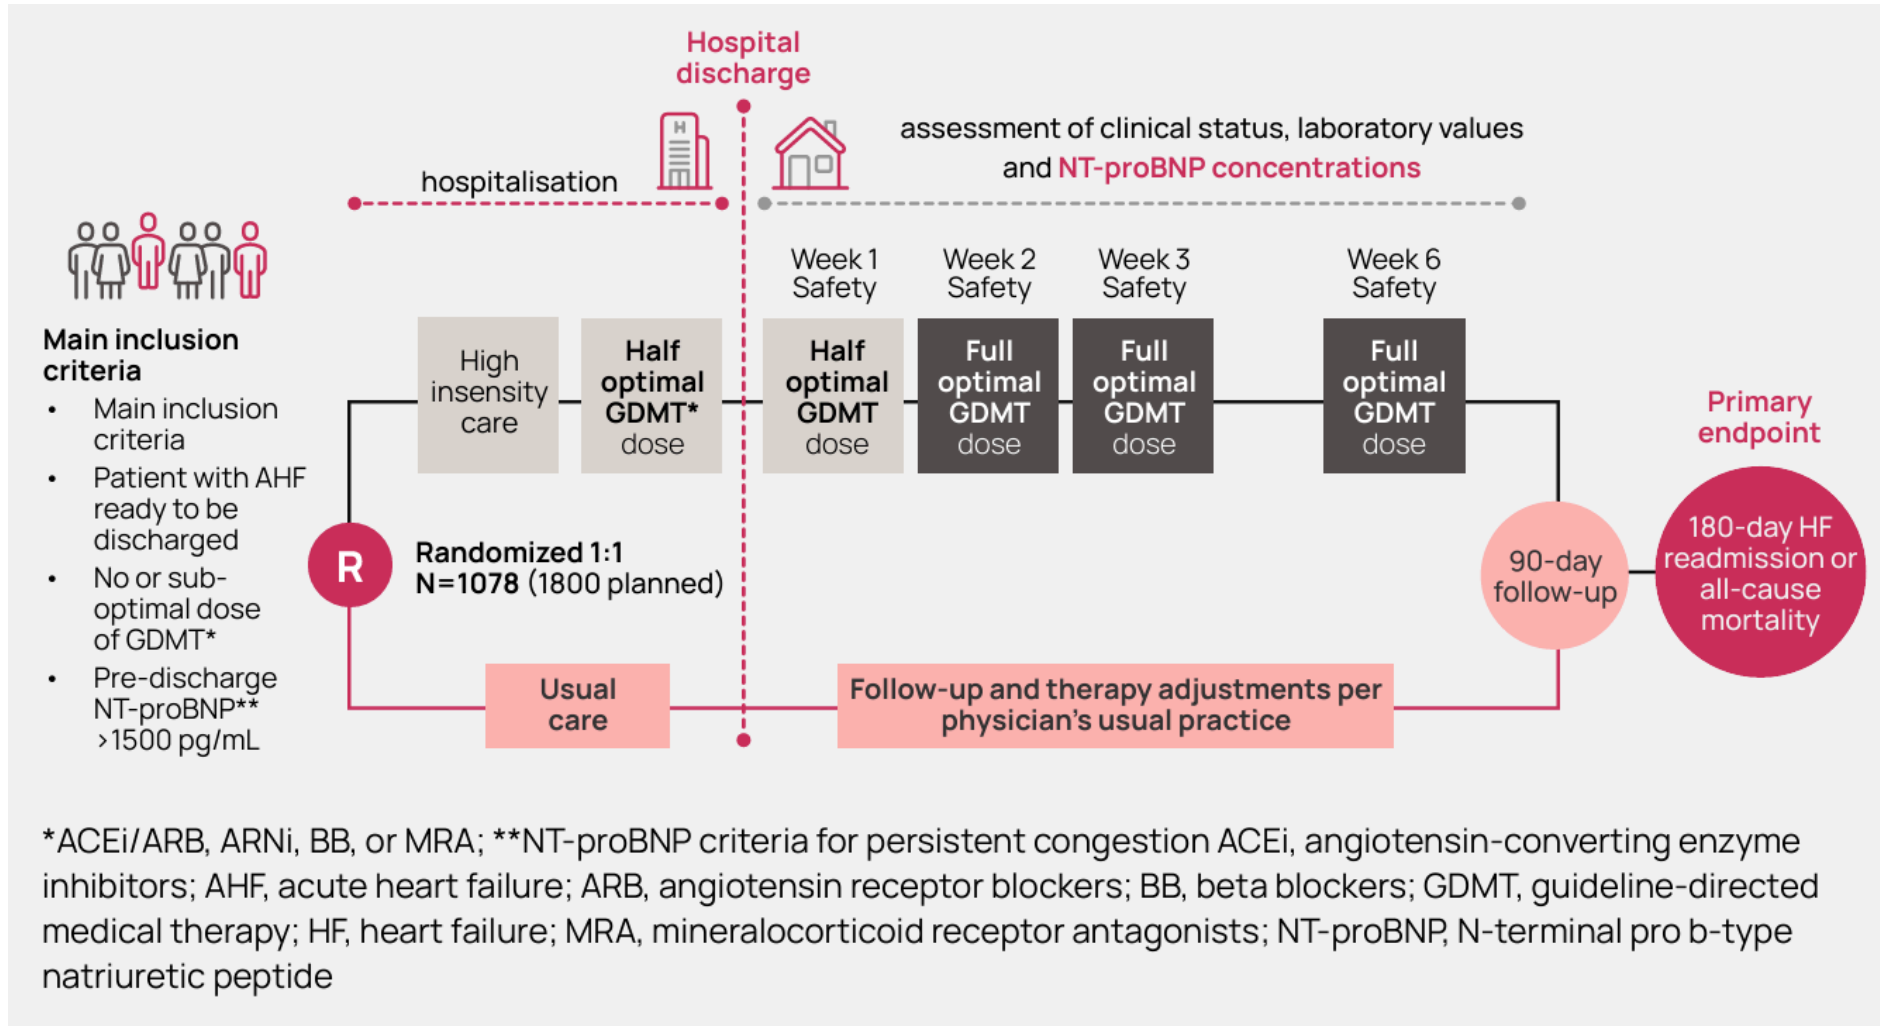 Hospital
discharge
H
hospitalisation
assessment of clinical status, laboratory values
and NT-proBNP concentrations
Main inclusion
criteria
• Main inclusion
criteria
• Patient with AHF
ready to be
discharged
• No or sub-
optimal dose
of GDMT*
• Pre-discharge
NT-proBNP**
>1500 pg/mL
R
Randomized 1:1
N=1078 (1800 planned)
High
insensity
care
Half
optimal
GDMT*
dose
Week 1
Safety
Half
optimal
GDMT
dose
Week 2
Safety
Full
optimal
GDMT
dose
Week 3
Safety
Full
optimal
GDMT
dose
Week 6
Safety
Full
optimal
GDMT
dose
Usual
care
Follow-up and therapy adjustments per
physician's usual practice
90-day
follow-up
Primary
endpoint
180-day HF
readmission or
all-cause
mortality
*ACEi/ARB, ARNi, BB, or MRA; **NT-proBNP criteria for persistent congestion ACEi, angiotensin-converting enzyme
inhibitors; AHF, acute heart failure; ARB, angiotensin receptor blockers; BB, beta blockers; GDMT, guideline-directed
medical therapy; HF, heart failure; MRA, mineralocorticoid receptor antagonists; NT-proBNP, N-terminal pro b-type
natriuretic peptide